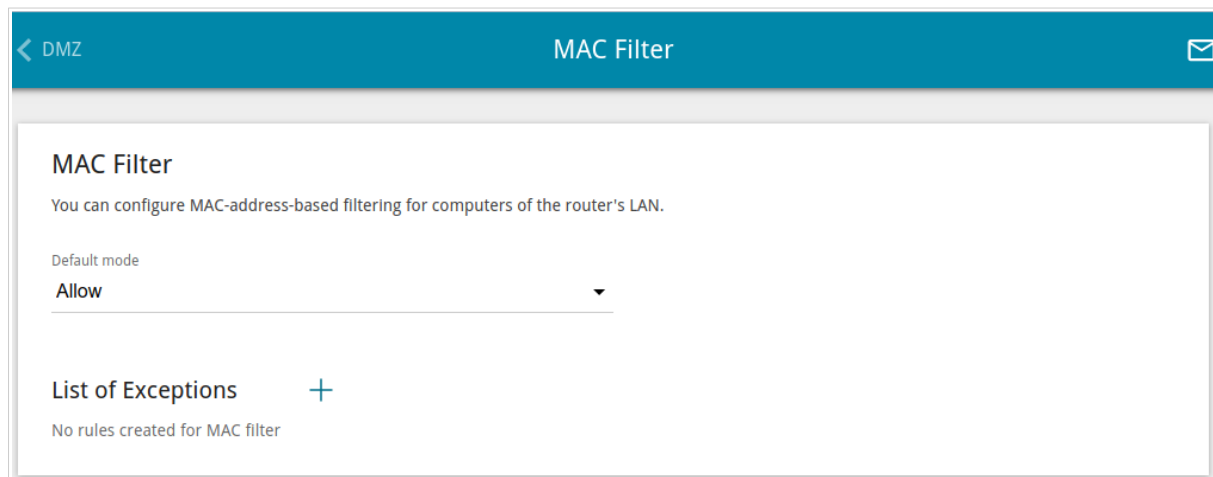 DMZ
MAC Filter
MAC Filter
You can configure MAC-address-based filtering for computers of the router's LAN.
Default mode
Allow
List of Exceptions
No rules created for MAC filter